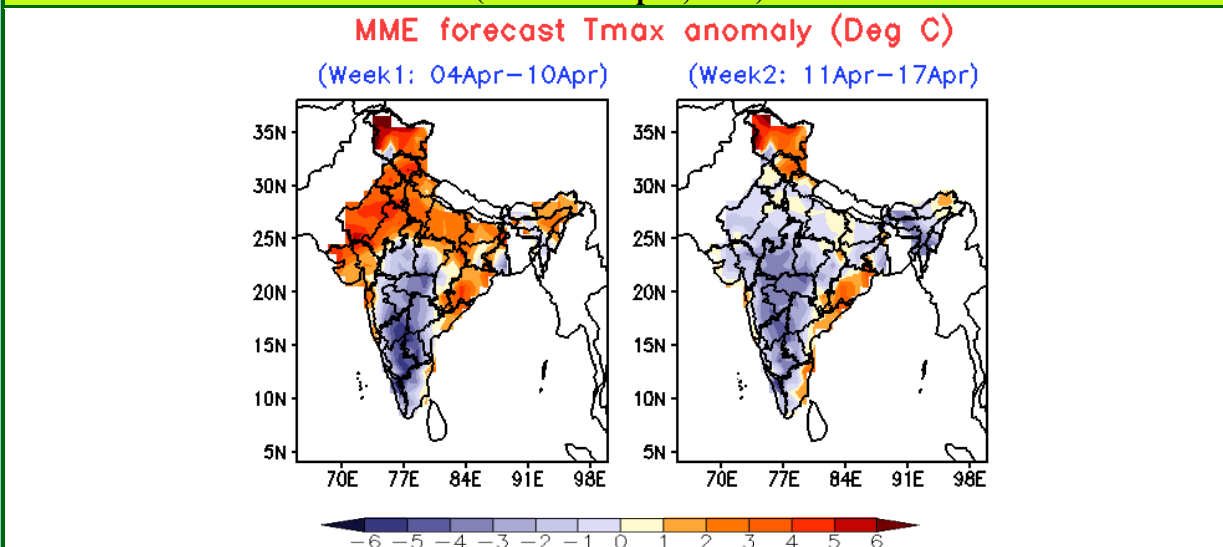 MME forecast Tmax anomaly (Deg C)
(Week1: 04Apr-10Apr) (Week2: 11Apr-17Apr)
35N 35N
30N 30N
25N 25N
20N 20N
15N 15N
10N 10N
5N 5N
70E 77E 84E 91E 98E 70E 77E 84E 91E 98E
-6 -5 -4 -3 -2 -1 0 1 2 3 4 5 6